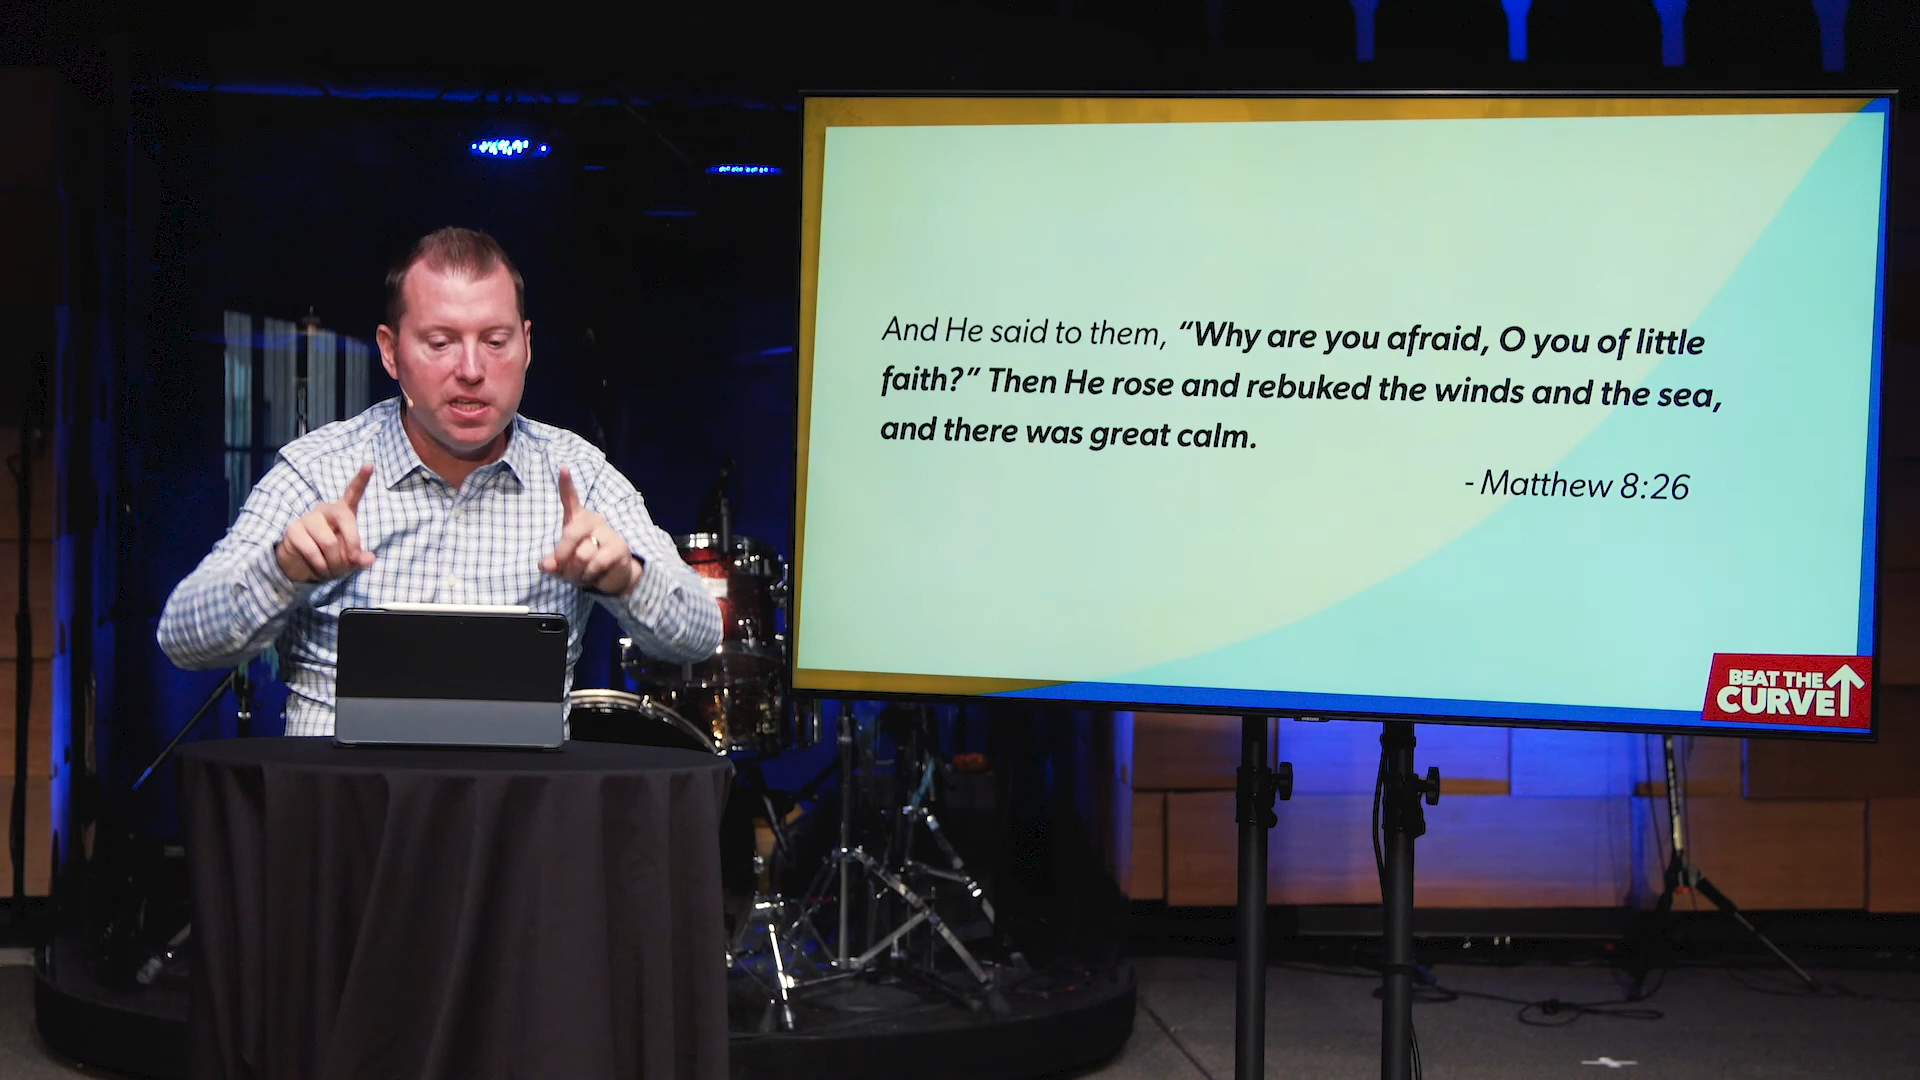 And He said to them, “Why are you afraid, O you of little
faith?” Then He rose and rebuked the winds and the sea,
and there was great calm.
- Matthew 8:26
BEAT THE
CURVE